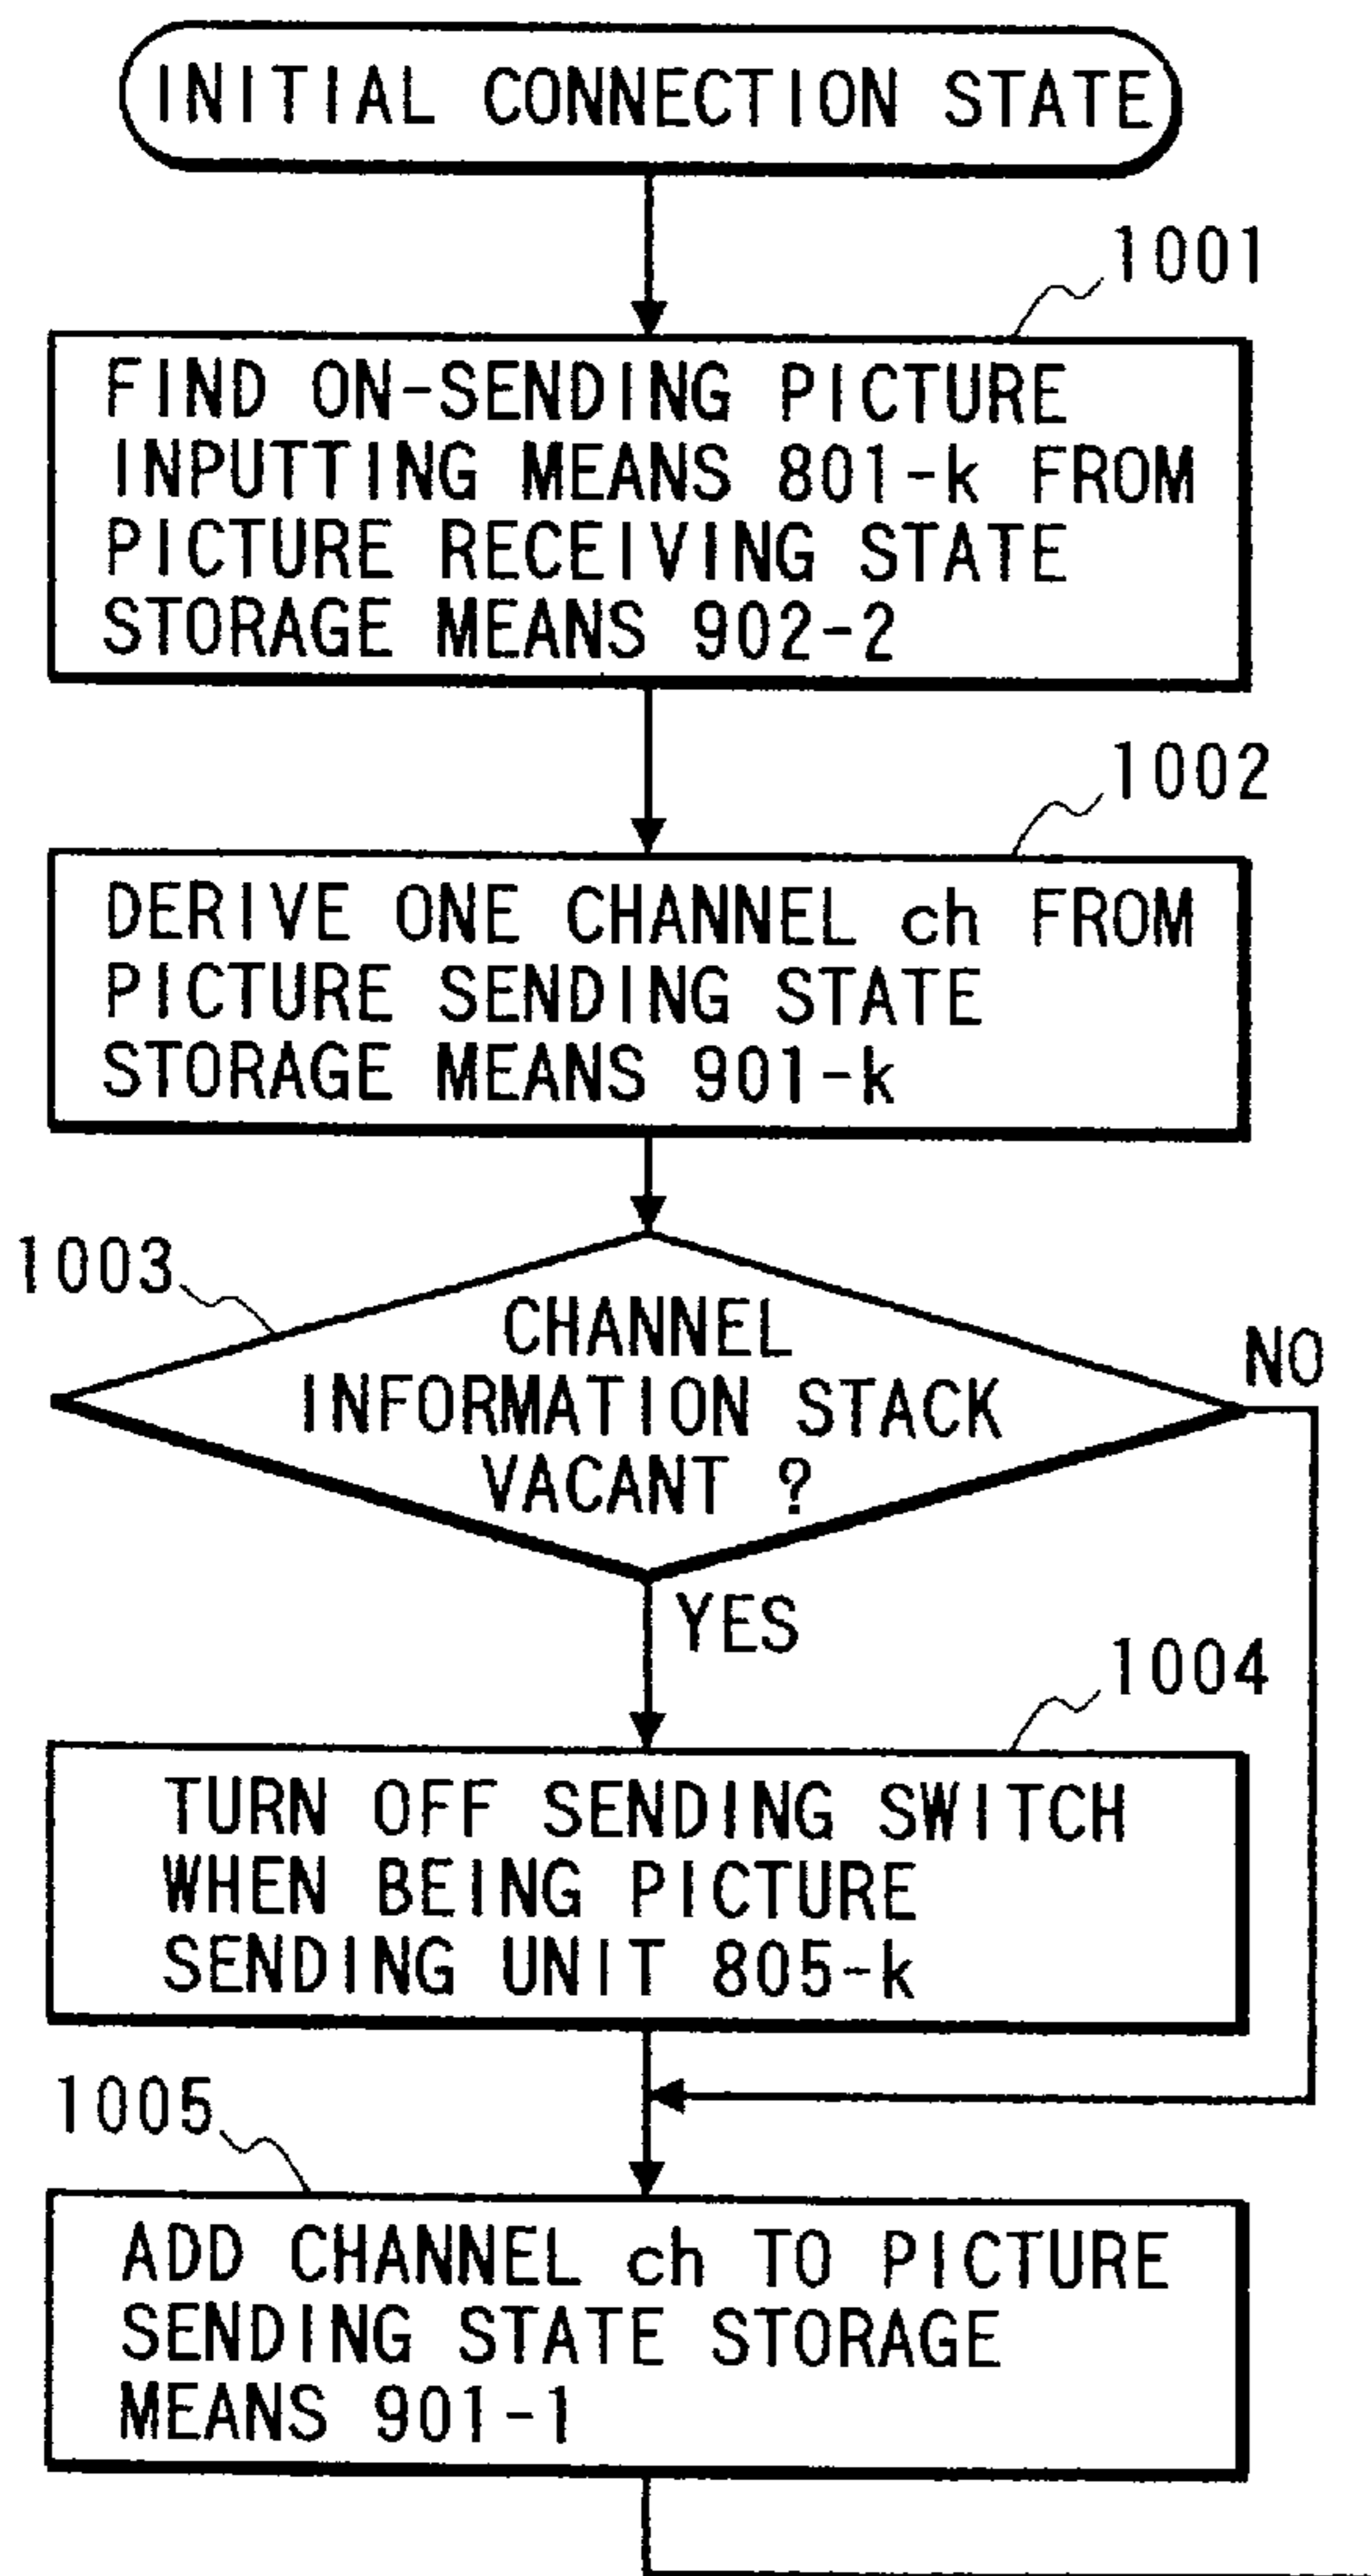 INITIAL CONNECTION STATE
1001
FIND ON-SENDING PICTURE
INPUTTING MEANS 801-k FROM
PICTURE RECEIVING STATE
STORAGE MEANS 902-2
1002
DERIVE ONE CHANNEL ch FROM
PICTURE SENDING STATE
STORAGE MEANS 901-k
1003
CHANNEL
INFORMATION STACK
VACANT ?
NO
YES
1004
TURN OFF SENDING SWITCH
WHEN BEING PICTURE
SENDING UNIT 805-k
1005
ADD CHANNEL ch TO PICTURE
SENDING STATE STORAGE
MEANS 901-1